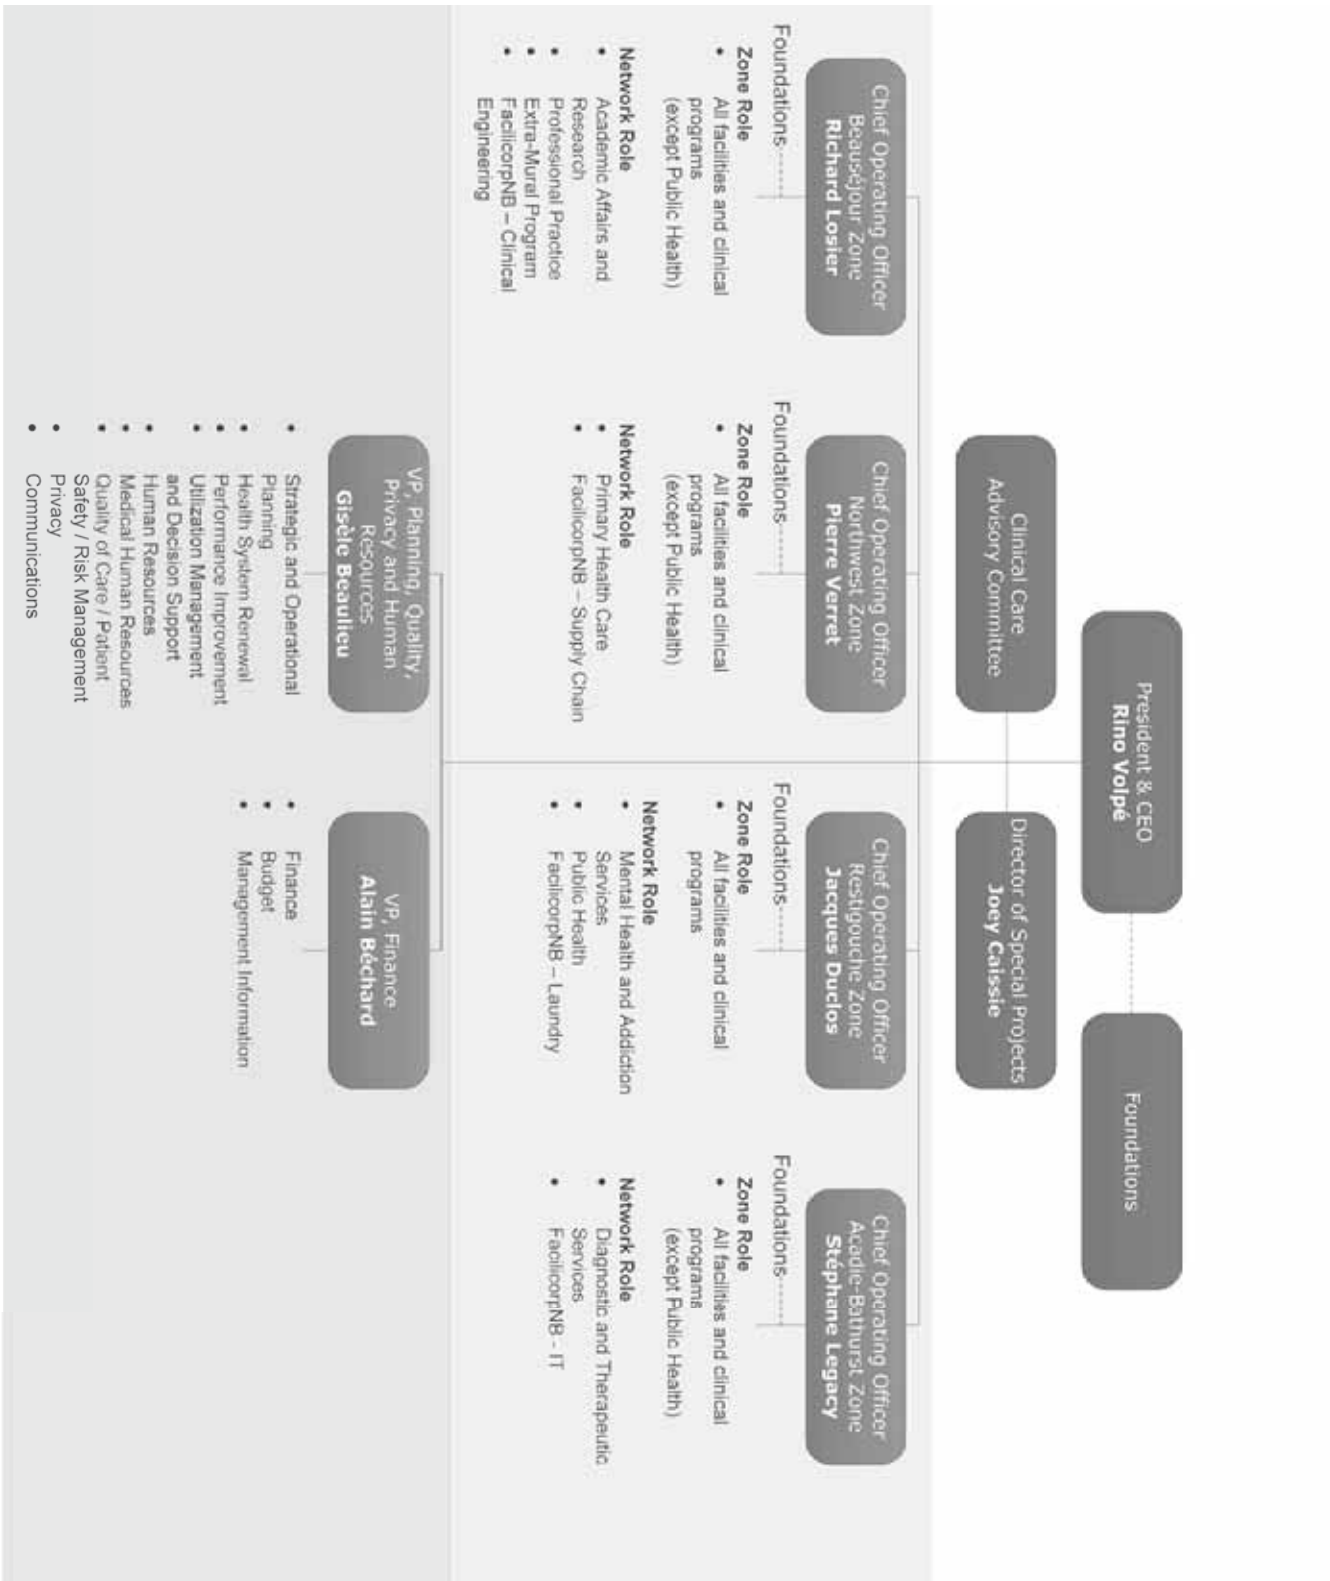 President & CEO
Rino Volpé
Foundations
Clinical Care
Advisory Committee
Director of Special Projects
Joey Caissie
Chief Operating Officer
Beauséjour Zone
Richard Losier
Foundations
Zone Role
• All facilities and clinical
programs
(except Public Health)
Network Role
• Academic Affairs and
Research
• Professional Practice
• Extra-Mural Program
• FacilicorpNB – Clinical
Engineering
Chief Operating Officer
Northwest Zone
Pierre Verret
Foundations
Zone Role
• All facilities and clinical
programs
(except Public Health)
Network Role
• Primary Health Care
• FacilicorpNB – Supply Chain
Chief Operating Officer
Restigouche Zone
Jacques Duclos
Foundations
Zone Role
• All facilities and clinical
programs
Network Role
• Mental Health and Addiction
Services
• Public Health
• FacilicorpNB – Laundry
Chief Operating Officer
Acadie-Bathurst Zone
Stéphane Legacy
Foundations
Zone Role
• All facilities and clinical
programs
(except Public Health)
Network Role
• Diagnostic and Therapeutic
Services
• FacilicorpNB - IT
VP, Planning, Quality,
Privacy and Human
Resources
Gisèle Beaulieu
• Strategic and Operational
Planning
• Health System Renewal
• Performance Improvement
• Utilization Management
and Decision Support
• Human Resources
• Medical Human Resources
• Quality of Care / Patient
Safety / Risk Management
• Privacy
• Communications
VP, Finance
Alain Béchard
• Finance
• Budget
• Management Information